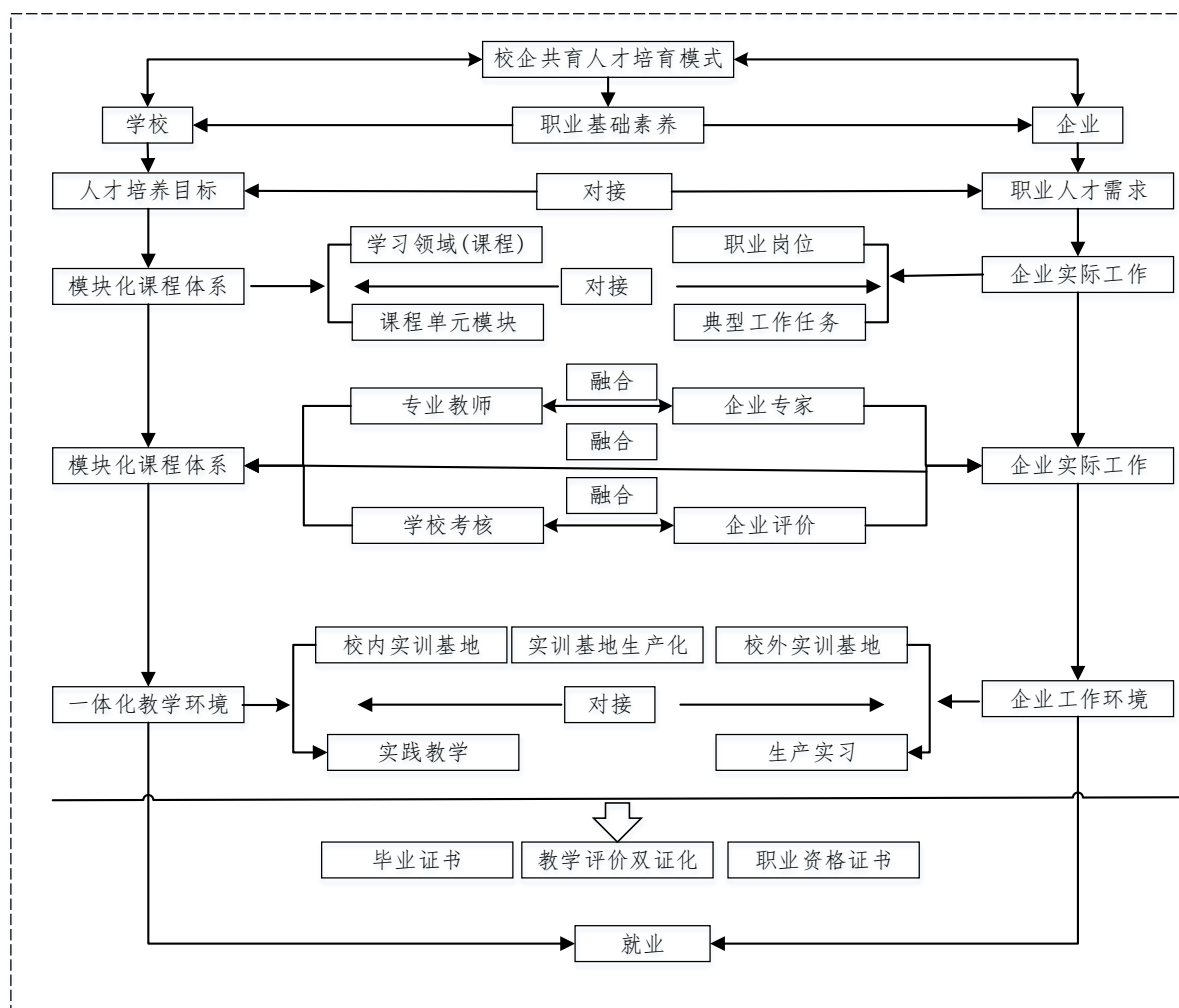 校企共育人才培育模式
学校
职业基础素养
企业
人才培养目标
对接
职业人才需求
学习领域(课程)
职业岗位
模块化课程体系
对接
企业实际工作
课程单元模块
典型工作任务
融合
专业教师
企业专家
融合
模块化课程体系
企业实际工作
融合
学校考核
企业评价
校内实训基地
实训基地生产化
校外实训基地
一体化教学环境
对接
企业工作环境
实践教学
生产实习
毕业证书
教学评价双证化
职业资格证书
就业